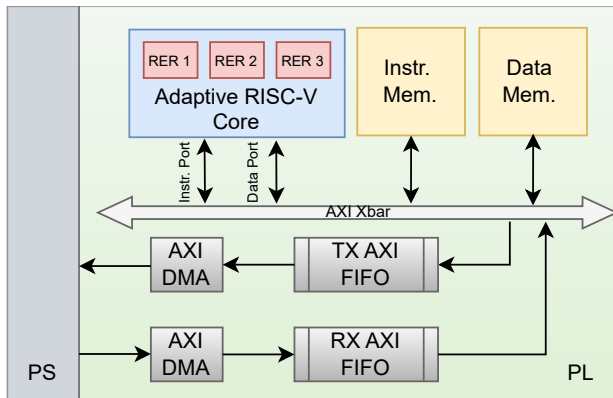 RER 1 RER 2 RER 3
Adaptive RISC-V
Core
Instr.
Mem.
Data
Mem.
Instr. Port
Data Port
AXI Xbar
AXI
DMA
TX AXI
FIFO
AXI
DMA
RX AXI
FIFO
PS
PL